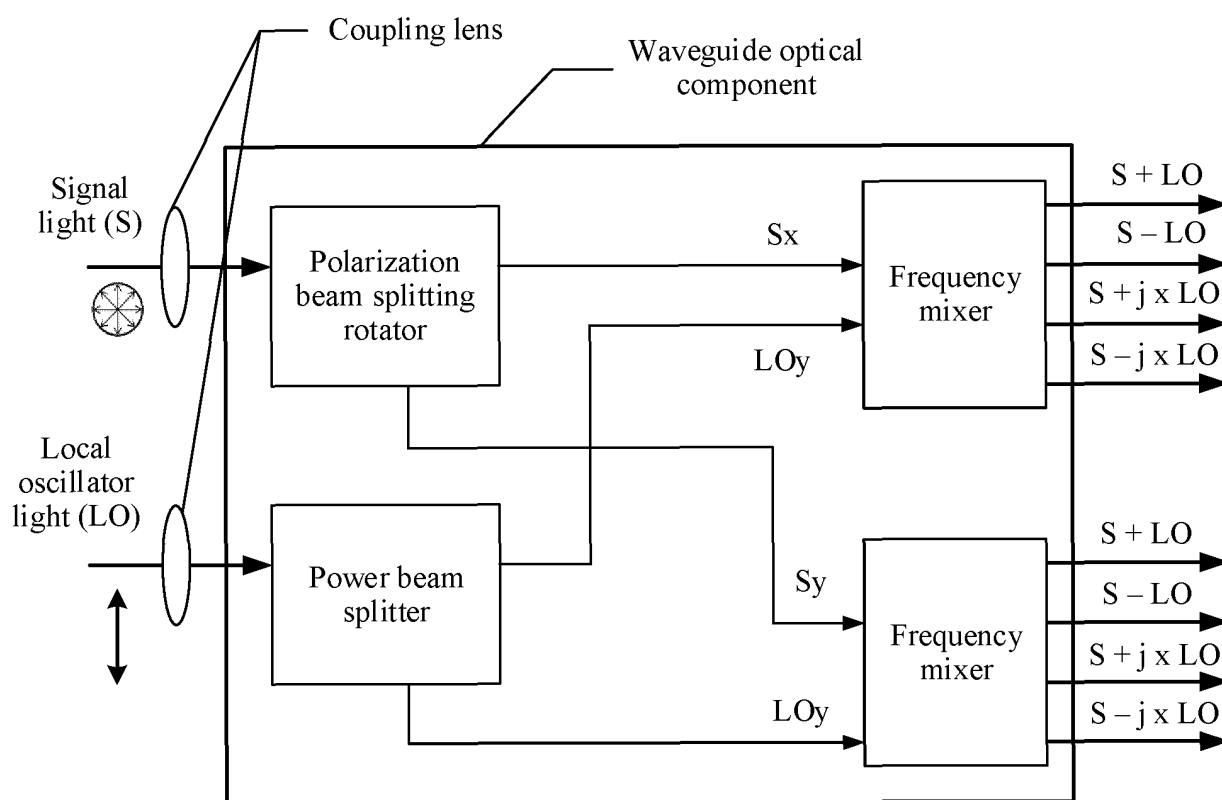 Coupling lens
Waveguide optical
component
Signal
light (S)
Polarization
beam splitting
rotator
Sx
LOy
Frequency
mixer
S + LO
S – LO
S + j x LO
S – j x LO
Local
oscillator
light (LO)
Power beam
splitter
Sy
LOy
Frequency
mixer
S + LO
S – LO
S + j x LO
S – j x LO